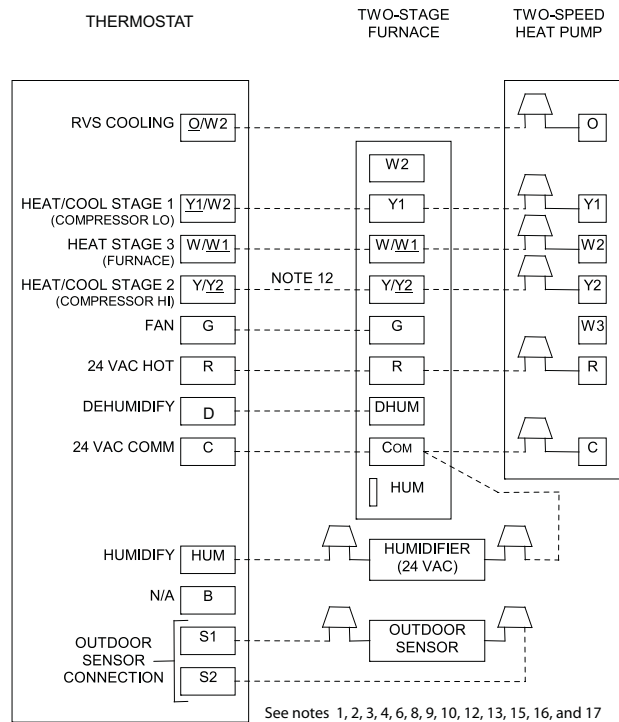 THERMOSTAT
TWO-STAGE
FURNACE
TWO-SPEED
HEAT PUMP
RVS COOLING
O/W2
O
W2
HEAT/COOL STAGE 1
(COMPRESSOR LO)
Y1/W2
Y1
Y1
HEAT STAGE 3
(FURNACE)
W/W1
W/W1
W2
HEAT/COOL STAGE 2
(COMPRESSOR HI)
Y/Y2
NOTE 12
Y/Y2
Y2
FAN
G
G
W3
24 VAC HOT
R
R
R
DEHUMIDIFY
D
DHUM
24 VAC COMM
C
COM
C
HUM
HUMIDIFY
HUM
HUMIDIFIER
(24 VAC)
N/A
B
OUTDOOR
SENSOR
CONNECTION
S1
S2
OUTDOOR
SENSOR
See notes 1, 2, 3, 4, 6, 8, 9, 10, 12, 13, 15, 16, and 17